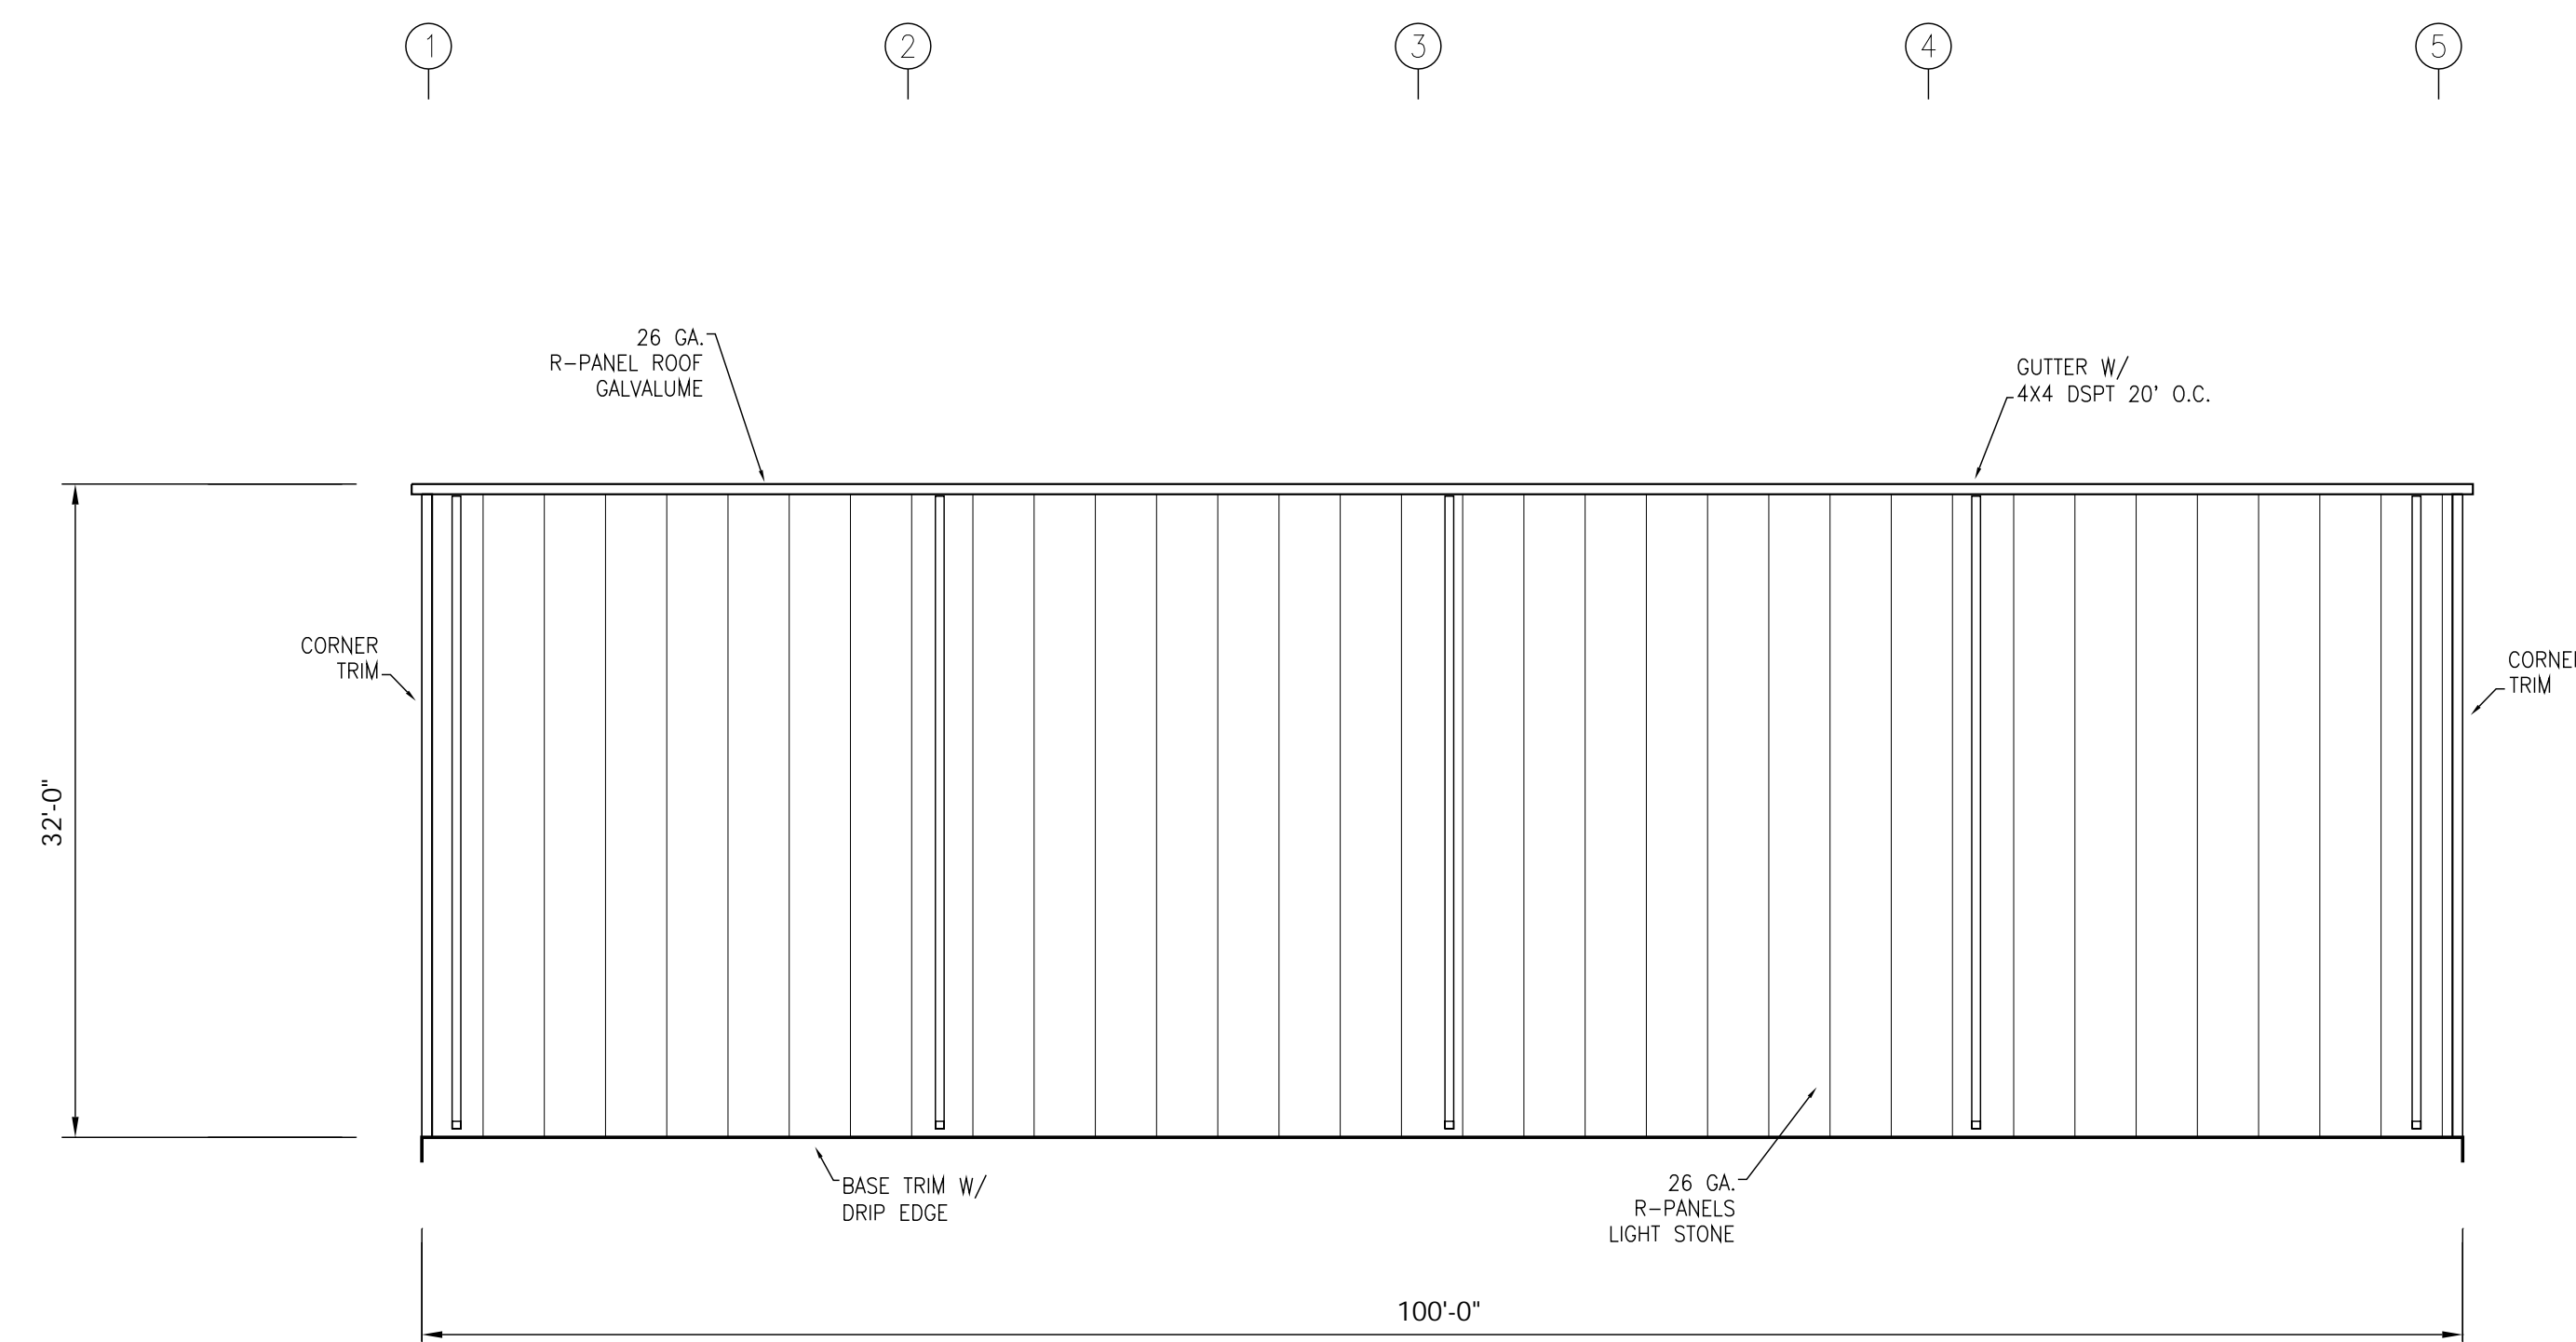 1
2
3
4
5
26 GA.
R-PANEL ROOF
GALVALUME
GUTTER W/
4X4 DSPT 20' O.C.
CORNER
TRIM
CORNER
TRIM
32'-0"
BASE TRIM W/
DRIP EDGE
26 GA.
R-PANELS
LIGHT STONE
100'-0"